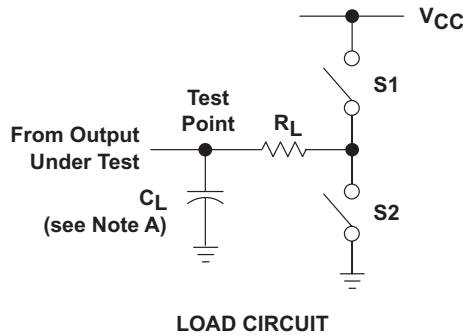 VCC
S1
Test
Point
RL
From Output
Under Test
CL
(see Note A)
S2
LOAD CIRCUIT